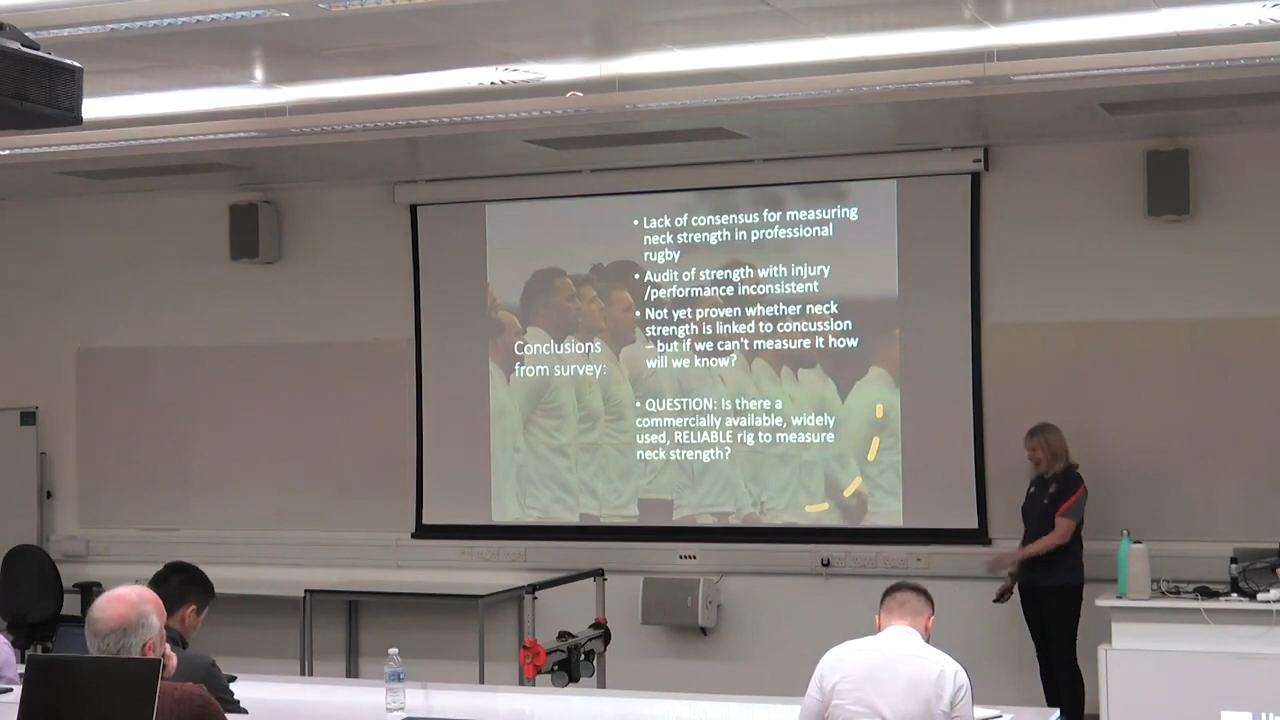 Conclusions
from survey:
• Lack of consensus for measuring
neck strength in professional
rugby
• Audit of strength with injury
/performance inconsistent
• Not yet proven whether neck
strength is linked to concussion
– but if we can't measure it how
will we know?
• QUESTION: Is there a
commercially available, widely
used, RELIABLE rig to measure
neck strength?